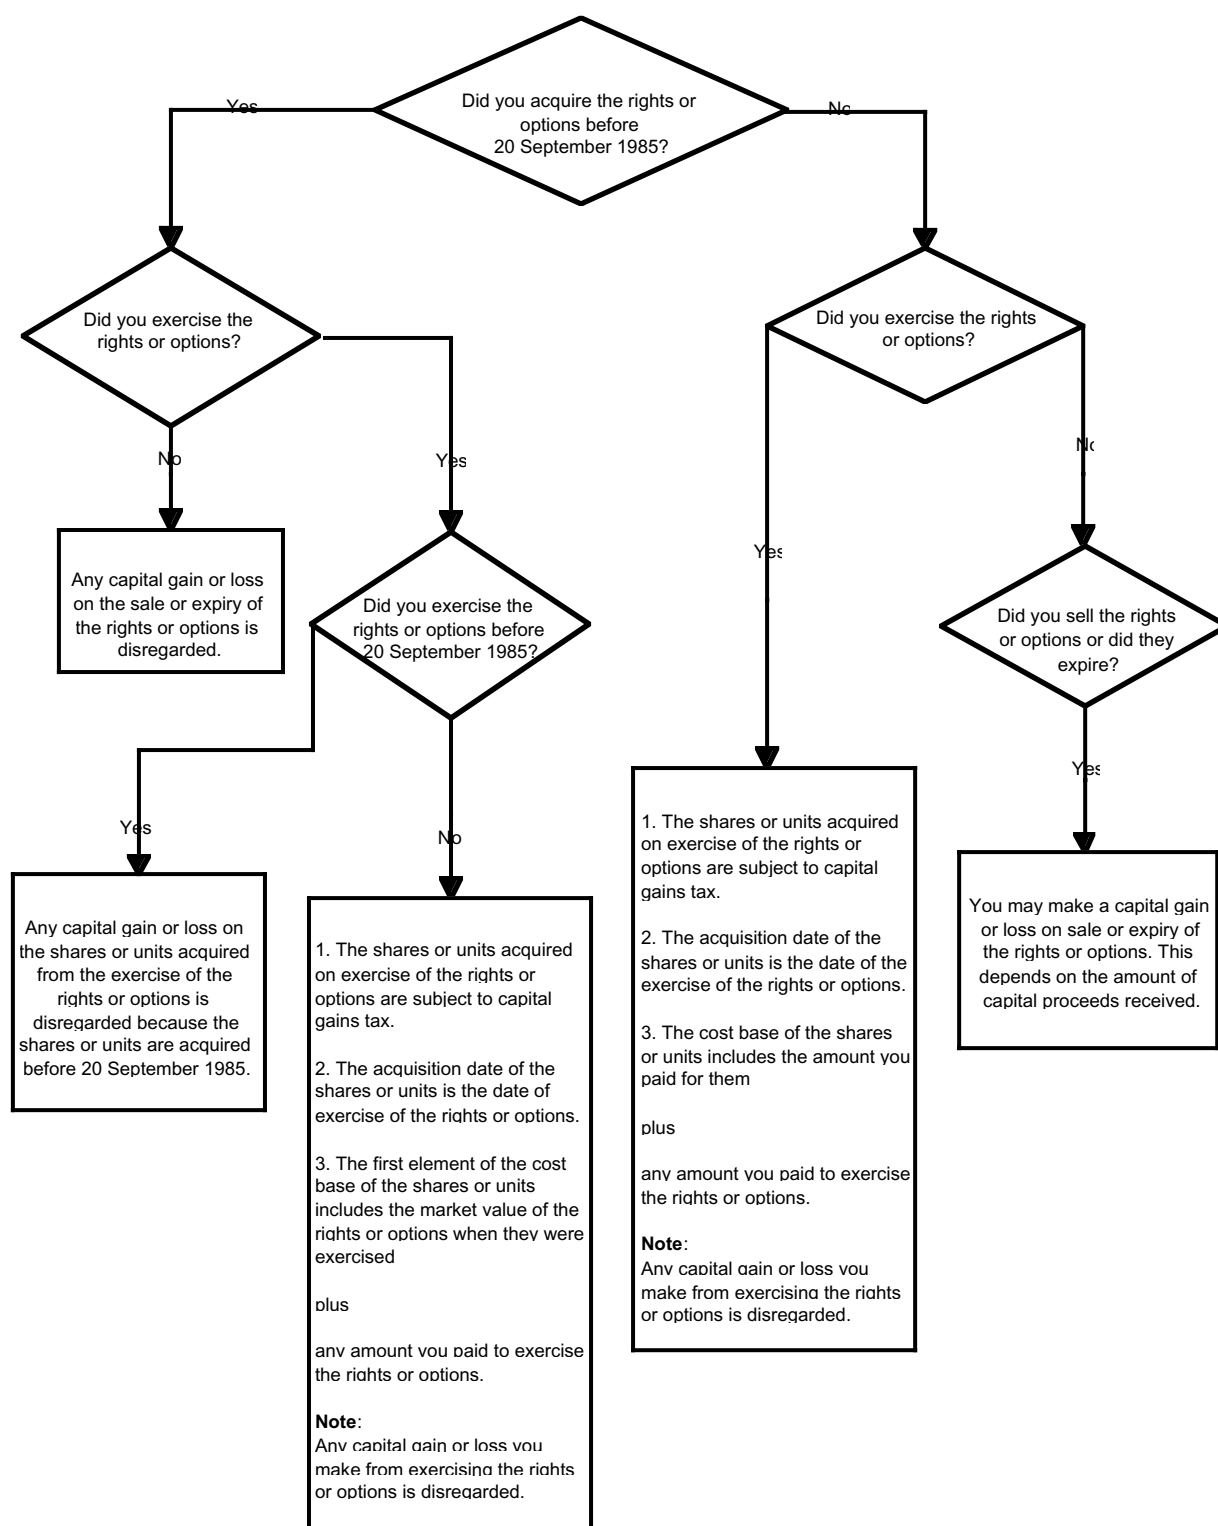 Did you acquire the rights or
options before
20 September 1985?
Yes
No
Did you exercise the
rights or options?
Did you exercise the rights
or options?
No
Yes
No
Yes
Any capital gain or loss
on the sale or expiry of
the rights or options is
disregarded.
Did you exercise the
rights or options before
20 September 1985?
Did you sell the rights
or options or did they
expire?
Yes
Yes
No
Any capital gain or loss on
the shares or units acquired
from the exercise of the
rights or options is
disregarded because the
shares or units are acquired
before 20 September 1985.
1. The shares or units acquired
on exercise of the rights or
options are subject to capital
gains tax.
2. The acquisition date of the
shares or units is the date of
exercise of the rights or options.
3. The first element of the cost
base of the shares or units
includes the market value of the
rights or options when they were
exercised
plus
any amount you paid to exercise
the rights or options.
Note:
Any capital gain or loss you
make from exercising the rights
or options is disregarded.
1. The shares or units acquired
on exercise of the rights or
options are subject to capital
gains tax.
2. The acquisition date of the
shares or units is the date of the
exercise of the rights or options.
3. The cost base of the shares
or units includes the amount you
paid for them
plus
any amount you paid to exercise
the rights or options.
Note:
Any capital gain or loss you
make from exercising the rights
or options is disregarded.
You may make a capital gain
or loss on sale or expiry of
the rights or options. This
depends on the amount of
capital proceeds received.